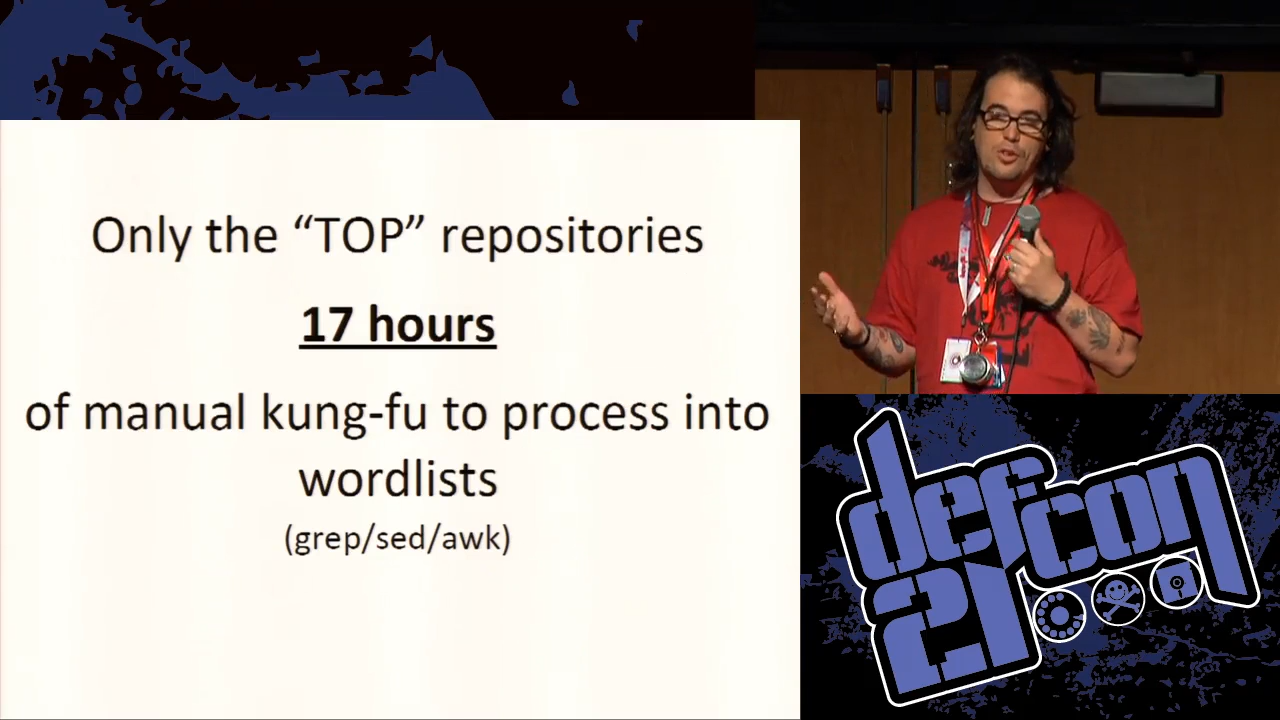 Only the “TOP” repositories
17 hours
of manual kung-fu to process into
wordlists
(grep/sed/awk)
defcon
21